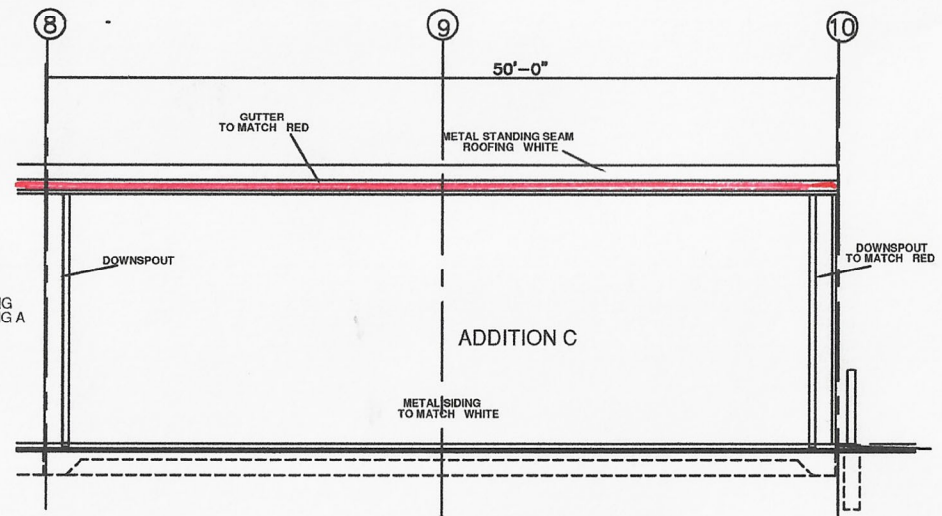 8
9
10
50'-0"
GUTTER
TO MATCH RED
METAL STANDING SEAM
ROOFING WHITE
DOWNSPOUT
DOWNSPOUT
TO MATCH RED
G A
ADDITION C
METAL SIDING
TO MATCH WHITE